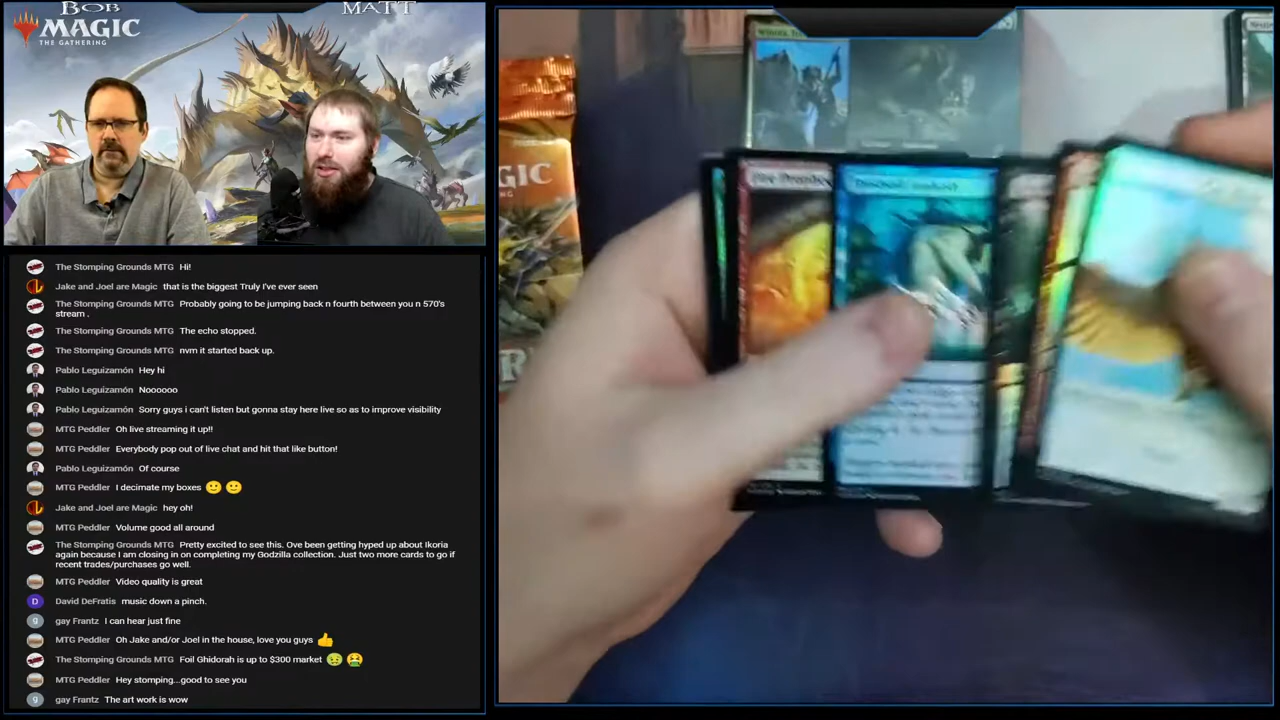 BOB
MATT
MAGIC
THE GATHERING
The Stomping Grounds MTG Hi!
Jake and Joel are Magic that is the biggest Truly I've ever seen
The Stomping Grounds MTG Probably going to be jumping back n fourth between you n 570's
stream .
The Stomping Grounds MTG The echo stopped.
The Stomping Grounds MTG nvm it started back up.
Pablo Leguizamón Hey hi
Pablo Leguizamón Noooooo
Pablo Leguizamón Sorry guys i can't listen but gonna stay here live so as to improve visibility
MTG Peddler Oh live streaming it up!!
MTG Peddler Everybody pop out of live chat and hit that like button!
Pablo Leguizamón Of course
MTG Peddler I decimate my boxes 🙂 🙂
Jake and Joel are Magic hey oh!
MTG Peddler Volume good all around
The Stomping Grounds MTG Pretty excited to see this. Ove been getting hyped up about Ikoria
again because I am closing in on completing my Godzilla collection. Just two more cards to go if
recent trades/purchases go well.
MTG Peddler Video quality is great
D David DeFratis music down a pinch.
g gay Frantz I can hear just fine
MTG Peddler Oh Jake and/or Joel in the house, love you guys 👍
The Stomping Grounds MTG Foil Ghidorah is up to $300 market 🤢 🤮
MTG Peddler Hey stomping...good to see you
g gay Frantz The art work is wow
GIC